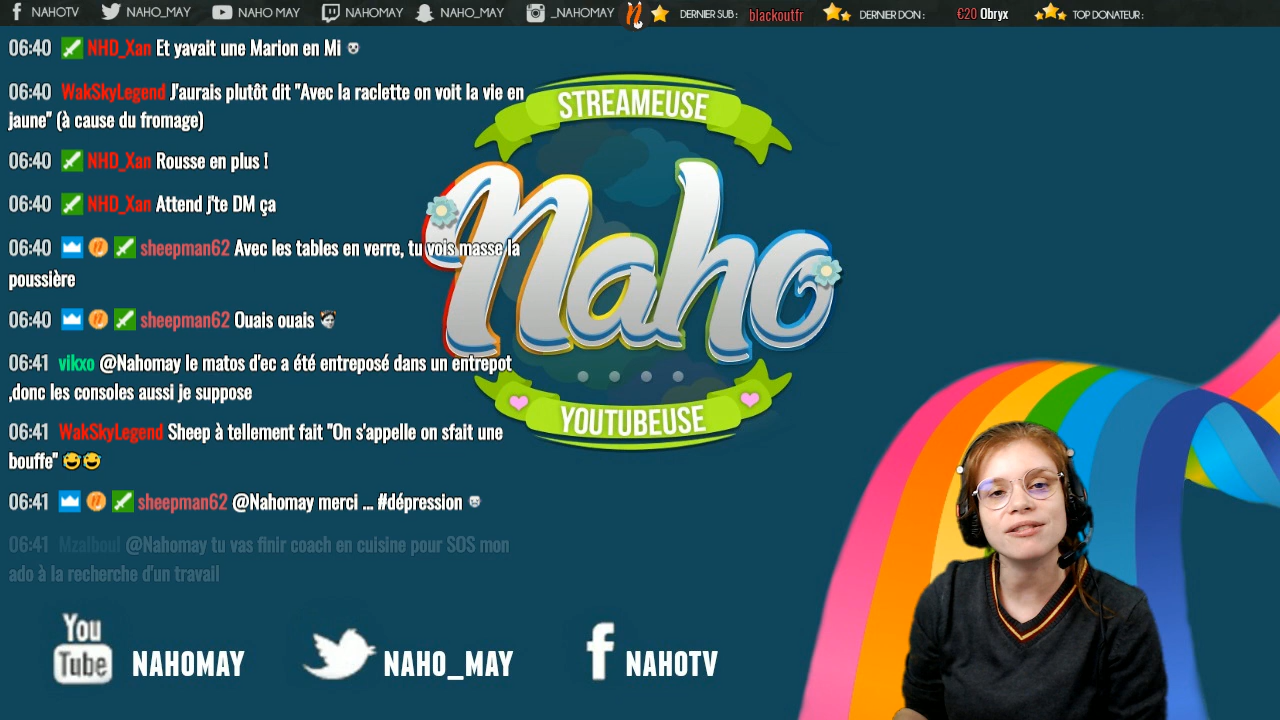 NAHOTV NAHO_MAY NAHO MAY NAHOMAY NAHO_MAY _NAHOMAY DERNIER SUB : blackoutfr DERNIER DON : €20 Obryx TOP DONATEUR :
06:40 NHD_Xan Et yavait une Marion en Mi
06:40 WakSkyLegend J'aurais plutôt dit "Avec la raclette on voit la vie en
jaune" (à cause du fromage)
06:40 NHD_Xan Rousse en plus !
06:40 NHD_Xan Attend j'te DM ça
06:40 sheepman62 Avec les tables en verre, tu vois masse la
poussière
06:40 sheepman62 Ouais ouais
06:41 vikxo @Nahomay le matos d'ec a été entreposé dans un entrepot
,donc les consoles aussi je suppose
06:41 WakSkyLegend Sheep à tellement fait "On s'appelle on sfait une
bouffe"
06:41 sheepman62 @Nahomay merci ... #dépression
06:41 Mzalboul @Nahomay tu vas finir coach en cuisine pour SOS mon
ado à la recherche d'un travail
STREAMEUSE
Naho
YOUTUBEUSE
You
Tube
NAHOMAY
NAHO_MAY
NAHOTV